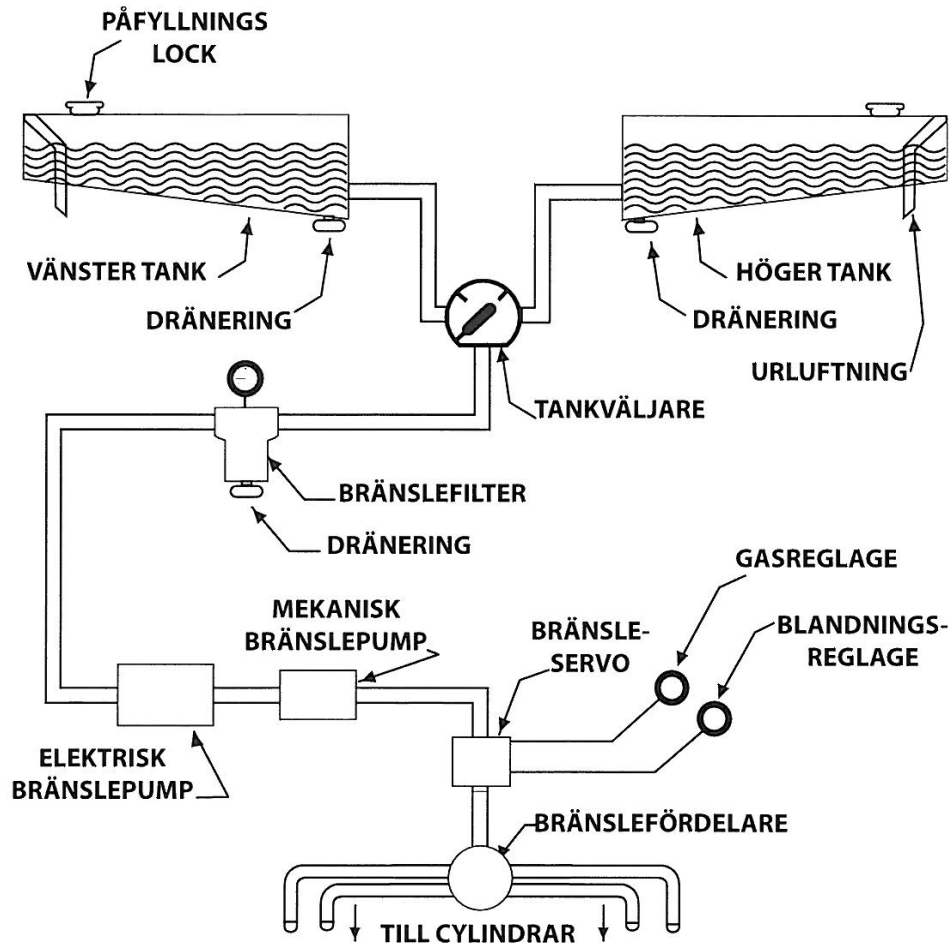 PÅFYLLNINGS
LOCK
VÄNSTER TANK
HÖGER TANK
DRÄNERING
DRÄNERING
URLUFTNING
TANKVÄLJARE
BRÄNSLEFILTER
DRÄNERING
GASREGLAGE
MEKANISK
BRÄNSLEPUMP
BRÄNSLE-
SERVO
BLANDNINGS-
REGLAGE
ELEKTRISK
BRÄNSLEPUMP
BRÄNSLEFÖRDELARE
TILL CYLINDRAR